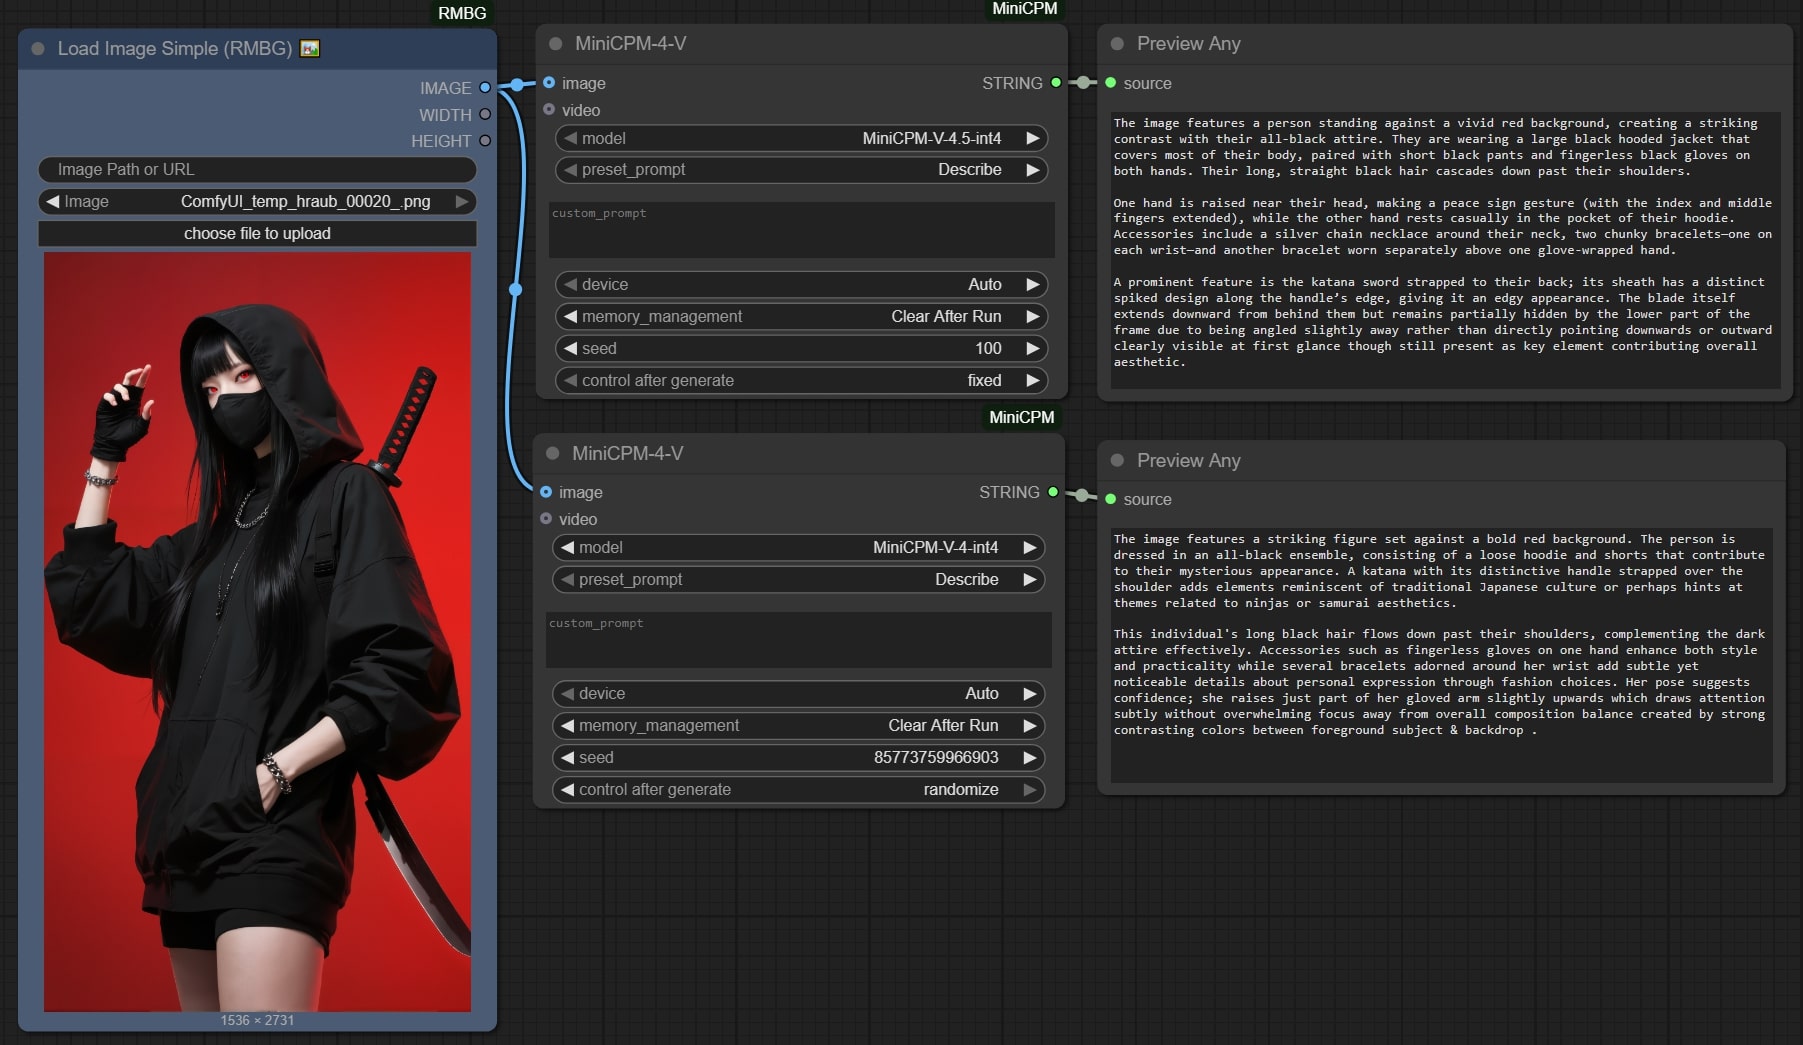 RMBG
Load Image Simple (RMBG)
IMAGE
WIDTH
HEIGHT
Image Path or URL
Image ComfyUI_temp_hraub_00020_.png
choose file to upload
1536 × 2731
MiniCPM
MiniCPM-4-V
image STRING
video
model MiniCPM-V-4.5-int4
preset_prompt Describe
custom_prompt
device Auto
memory_management Clear After Run
seed 100
control after generate fixed
Preview Any
source
The image features a person standing against a vivid red background, creating a striking
contrast with their all-black attire. They are wearing a large black hooded jacket that
covers most of their body, paired with short black pants and fingerless black gloves on
both hands. Their long, straight black hair cascades down past their shoulders.
One hand is raised near their head, making a peace sign gesture (with the index and middle
fingers extended), while the other hand rests casually in the pocket of their hoodie.
Accessories include a silver chain necklace around their neck, two chunky bracelets—one on
each wrist—and another bracelet worn separately above one glove-wrapped hand.
A prominent feature is the katana sword strapped to their back; its sheath has a distinct
spiked design along the handle’s edge, giving it an edgy appearance. The blade itself
extends downward from behind them but remains partially hidden by the lower part of the
frame due to being angled slightly away rather than directly pointing downwards or outward
clearly visible at first glance though still present as key element contributing overall
aesthetic.
MiniCPM
MiniCPM-4-V
image STRING
video
model MiniCPM-V-4-int4
preset_prompt Describe
custom_prompt
device Auto
memory_management Clear After Run
seed 85773759966903
control after generate randomize
Preview Any
source
The image features a striking figure set against a bold red background. The person is
dressed in an all-black ensemble, consisting of a loose hoodie and shorts that contribute
to their mysterious appearance. A katana with its distinctive handle strapped over the
shoulder adds elements reminiscent of traditional Japanese culture or perhaps hints at
themes related to ninjas or samurai aesthetics.
This individual's long black hair flows down past their shoulders, complementing the dark
attire effectively. Accessories such as fingerless gloves on one hand enhance both style
and practicality while several bracelets adorned around her wrist add subtle yet
noticeable details about personal expression through fashion choices. Her pose suggests
confidence; she raises just part of her gloved arm slightly upwards which draws attention
subtly without overwhelming focus away from overall composition balance created by strong
contrasting colors between foreground subject & backdrop .